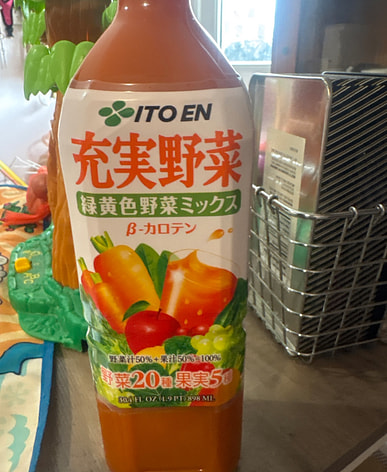 ITO EN
充実野菜
緑黄色野菜ミックス
β-カロテン
野菜汁50%+果汁50%=100%
野菜20種 果実5種
30.4 FL OZ (1.9 PT) 898 ML